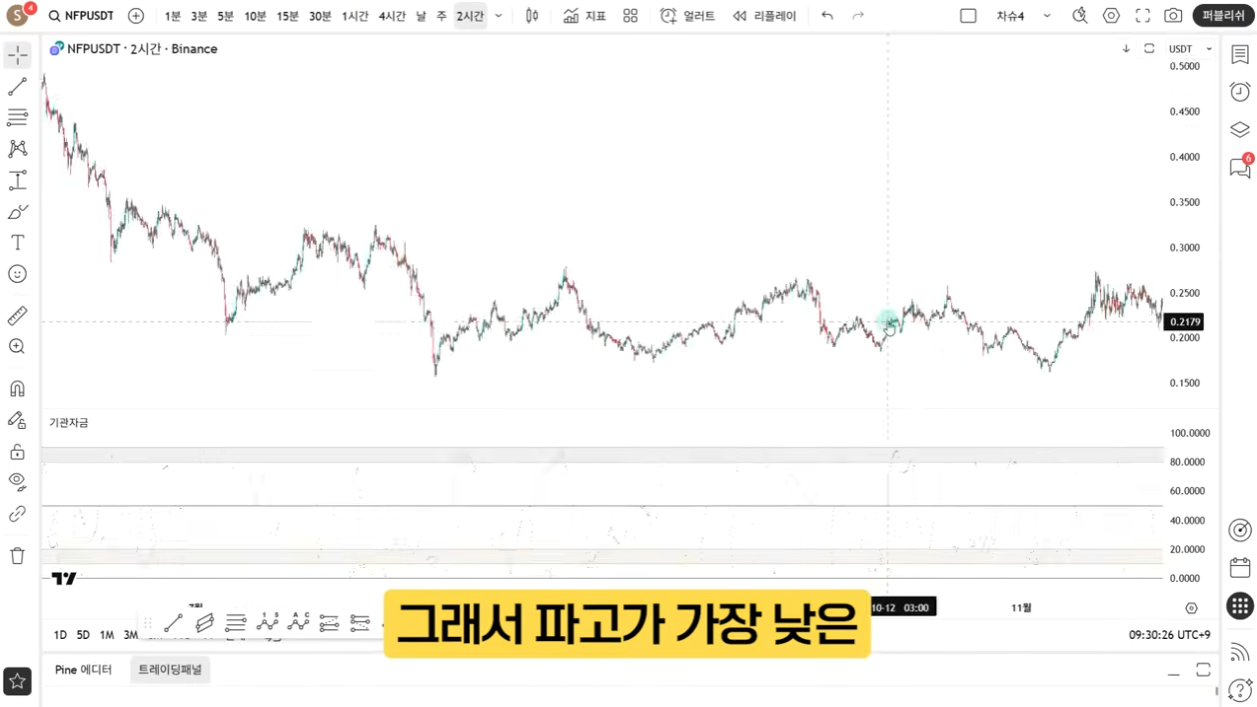 S 4 NFPUSDT 1분 3분 5분 10분 15분 30분 1시간 4시간 날 주 2시간 지표 얼러트 리플레이 차슈4 퍼블리쉬
NFPUSDT · 2시간 · Binance USDT
0.5000
0.4500
0.4000
0.3500
0.3000
0.2500
0.2179
0.2000
0.1500
기관자금
100.0000
80.0000
60.0000
40.0000
20.0000
0.0000
10-12 03:00 11월
그래서 파고가 가장 낮은
1D 5D 1M 3M 09:30:26 UTC+9
Pine 에디터 트레이딩패널
6